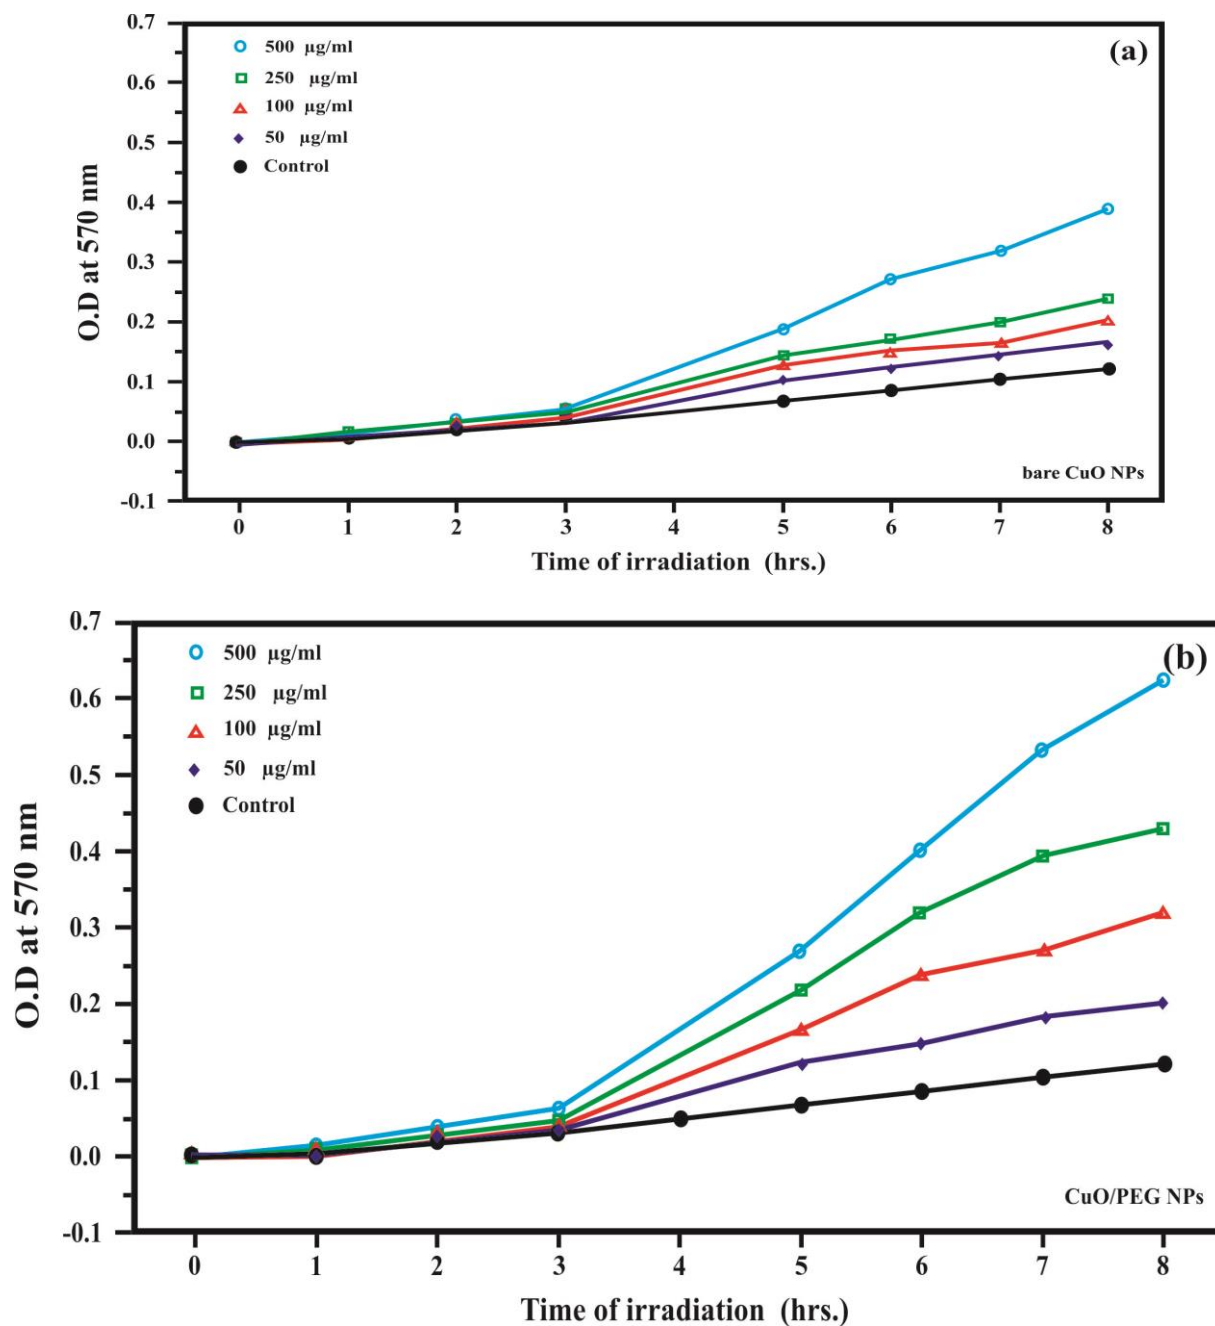 0.7
0.6
0.5
0.4
0.3
0.2
0.1
0.0
-0.1
O.D at 570 nm
500 µg/ml
250 µg/ml
100 µg/ml
50 µg/ml
Control
(a)
bare CuO NPs
0 1 2 3 4 5 6 7 8
Time of irradiation (hrs.)
0.7
0.6
0.5
0.4
0.3
0.2
0.1
0.0
-0.1
O.D at 570 nm
500 µg/ml
250 µg/ml
100 µg/ml
50 µg/ml
Control
(b)
CuO/PEG NPs
0 1 2 3 4 5 6 7 8
Time of irradiation (hrs.)